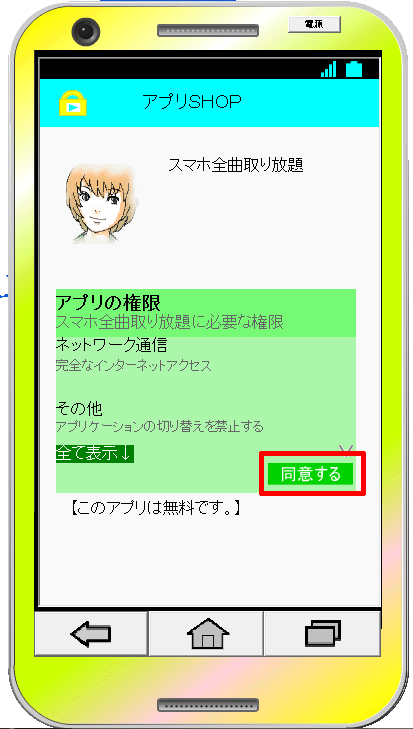 電源
アプリSHOP
スマホ全曲取り放題
アプリの権限
スマホ全曲取り放題に必要な権限
ネットワーク通信
完全なインターネットアクセス
その他
アプリケーションの切り替えを禁止する
全て表示↓
同意する
【このアプリは無料です。】